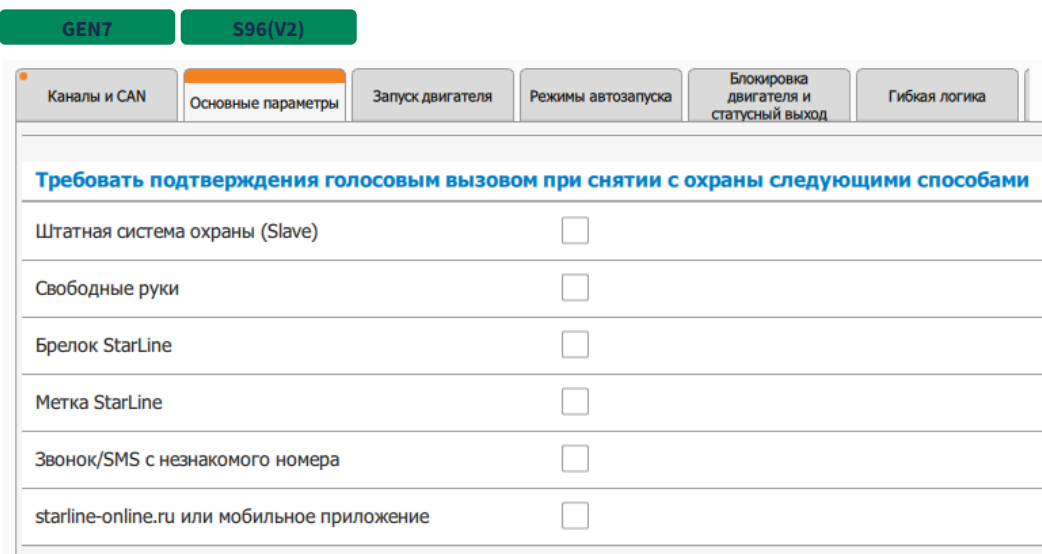 GEN7 S96(V2)
Каналы и CAN
Основные параметры
Запуск двигателя
Режимы автозапуска
Блокировка
двигателя и
статусный выход
Гибкая логика
Требовать подтверждения голосовым вызовом при снятии с охраны следующими способами
Штатная система охраны (Slave)
Свободные руки
Брелок StarLine
Метка StarLine
Звонок/SMS с незнакомого номера
starline-online.ru или мобильное приложение